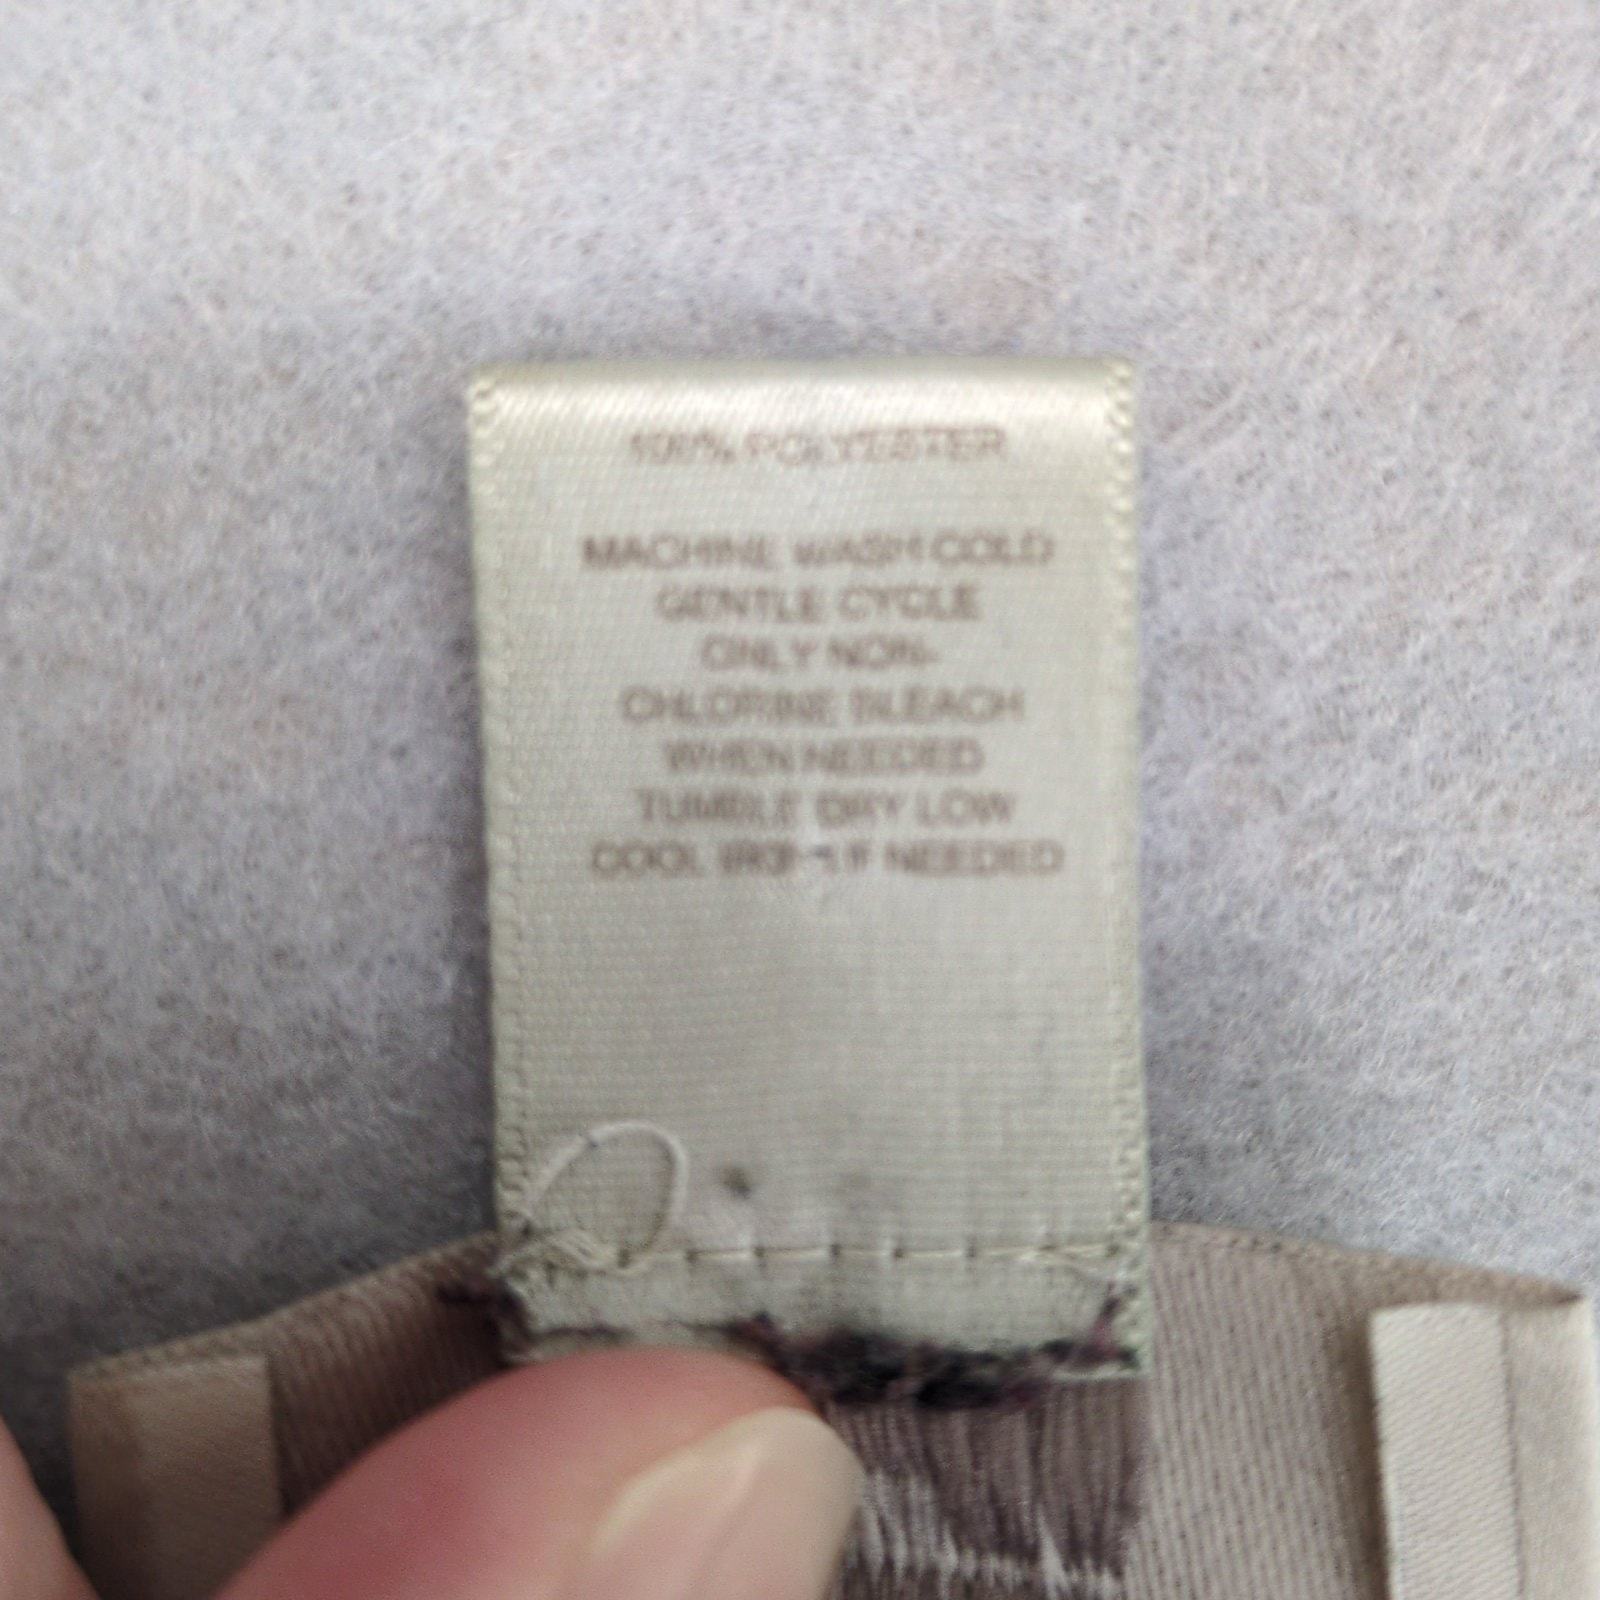 100% POLYESTER
MACHINE WASH COLD
GENTLE CYCLE
ONLY NON-
CHLORINE BLEACH
WHEN NEEDED
TUMBLE DRY LOW
COOL IRON IF NEEDED